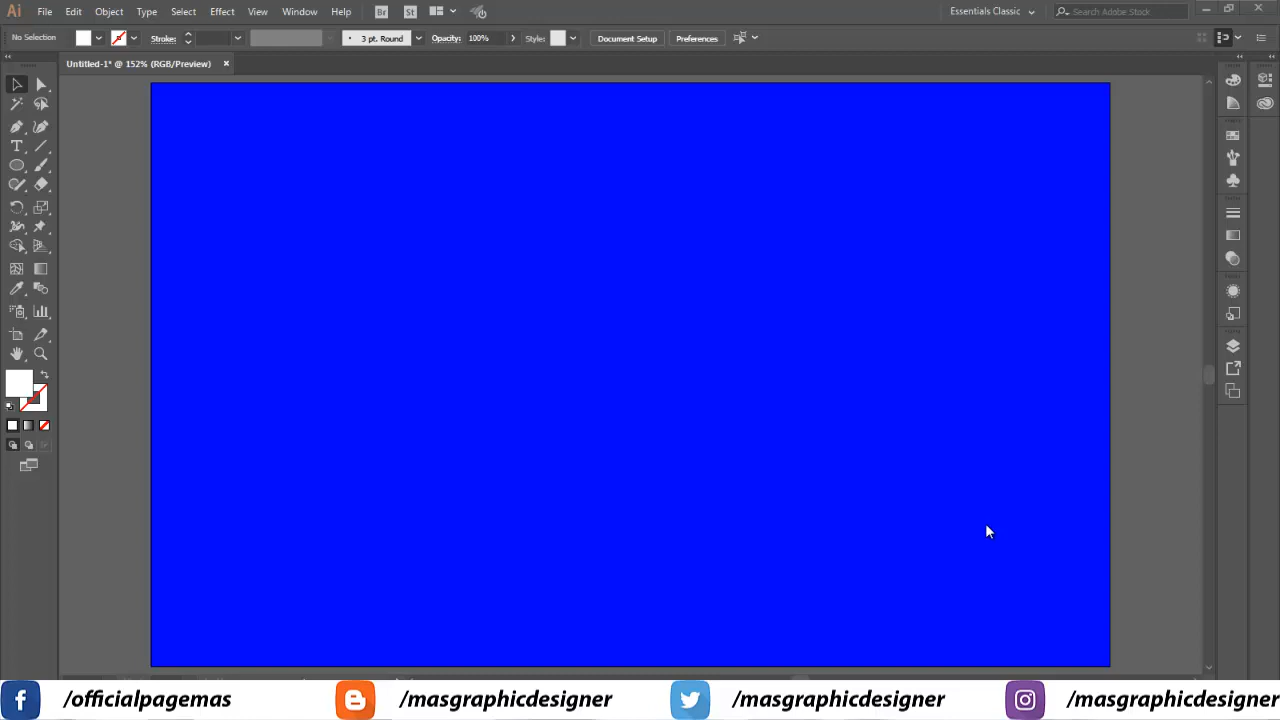 Ai File Edit Object Type Select Effect View Window Help Br St Essentials Classic Search Adobe Stock
No Selection Stroke: 3 pt. Round Opacity: 100% Style: Document Setup Preferences
Untitled-1* @ 152% (RGB/Preview) ×
/officialpagemas /masgraphicdesigner /masgraphicdesigner /masgraphicdesigner